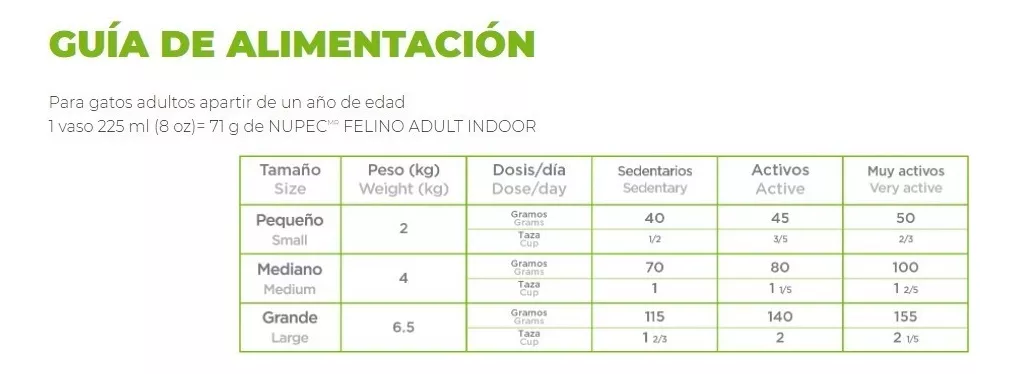 GUÍA DE ALIMENTACIÓN
Para gatos adultos apartir de un año de edad
1 vaso 225 ml (8 oz)= 71 g de NUPEC MR FELINO ADULT INDOOR
Tamaño Peso (kg) Dosis/día Sedentarios Activos Muy activos
Size Weight (kg) Dose/day Sedentary Active Very active
Pequeño 2 Gramos 40 45 50
Grams
Small Taza 1/2 3/5 2/3
Cup
Mediano 4 Gramos 70 80 100
Grams
Medium Taza 1 1 1/5 1 2/5
Cup
Grande 6.5 Gramos 115 140 155
Grams
Large Taza 1 2/3 2 2 1/5
Cup